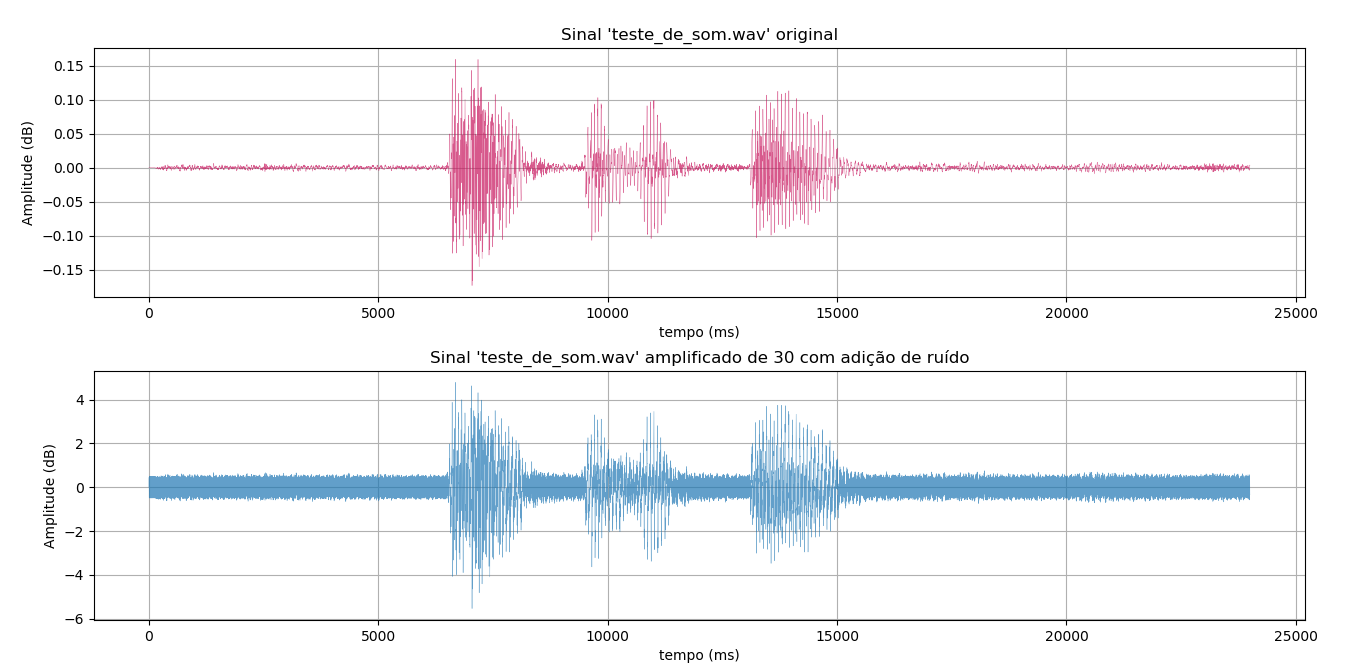 Sinal 'teste_de_som.wav' original
Amplitude (dB)
0.15
0.10
0.05
0.00
−0.05
−0.10
−0.15
0 5000 10000 15000 20000 25000
tempo (ms)
Sinal 'teste_de_som.wav' amplificado de 30 com adição de ruído
Amplitude (dB)
4
2
0
−2
−4
−6
0 5000 10000 15000 20000 25000
tempo (ms)